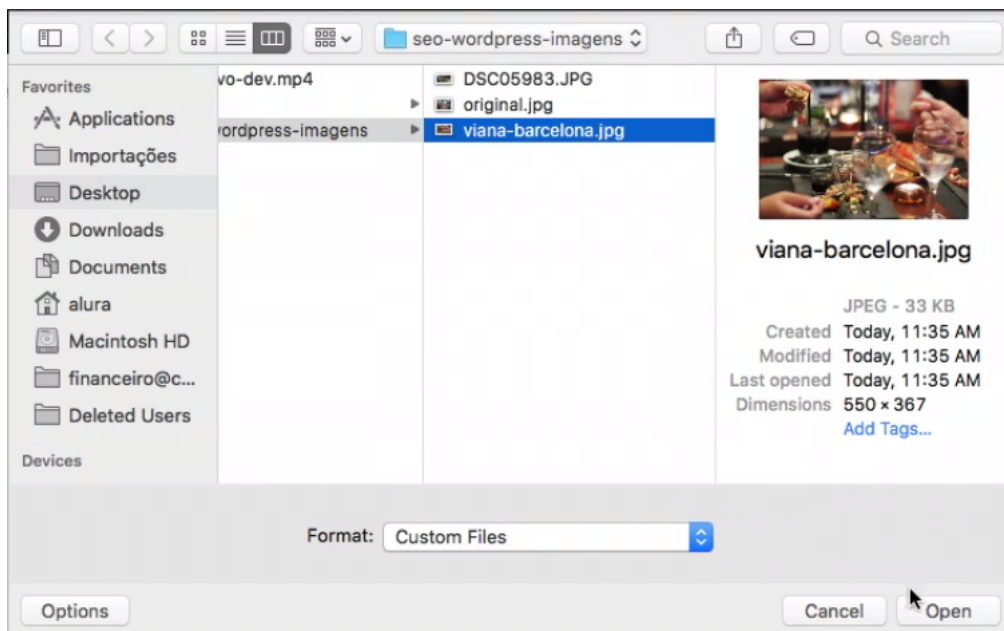 seo-wordpress-imagens
Search
Favorites
Applications
Importações
Desktop
Downloads
Documents
alura
Macintosh HD
financeiro@c...
Deleted Users
Devices
vo-dev.mp4
wordpress-imagens
DSC05983.JPG
original.jpg
viana-barcelona.jpg
viana-barcelona.jpg
JPEG - 33 KB
Created Today, 11:35 AM
Modified Today, 11:35 AM
Last opened Today, 11:35 AM
Dimensions 550 × 367
Add Tags...
Format: Custom Files
Options
Cancel
Open